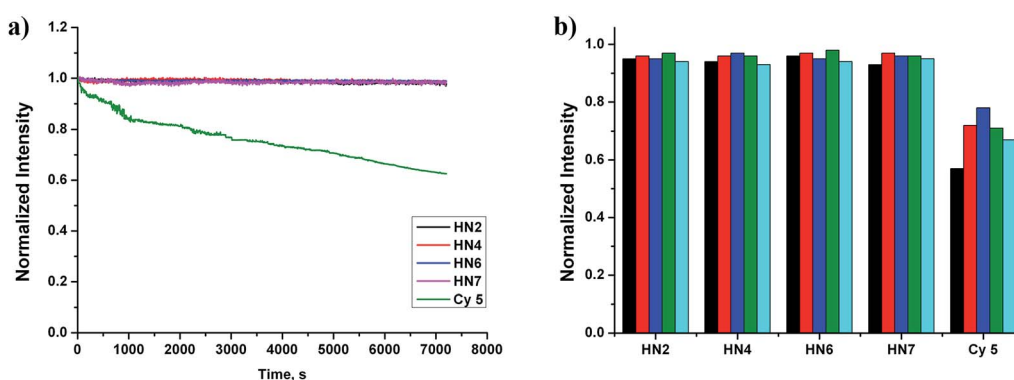 a)
Normalized Intensity
1.2
1.0
0.8
0.6
0.4
0.2
0.0
0 1000 2000 3000 4000 5000 6000 7000 8000
Time, s
HN2
HN4
HN6
HN7
Cy 5
b)
Normalized Intensity
1.0
0.8
0.6
0.4
0.2
0.0
HN2 HN4 HN6 HN7 Cy 5